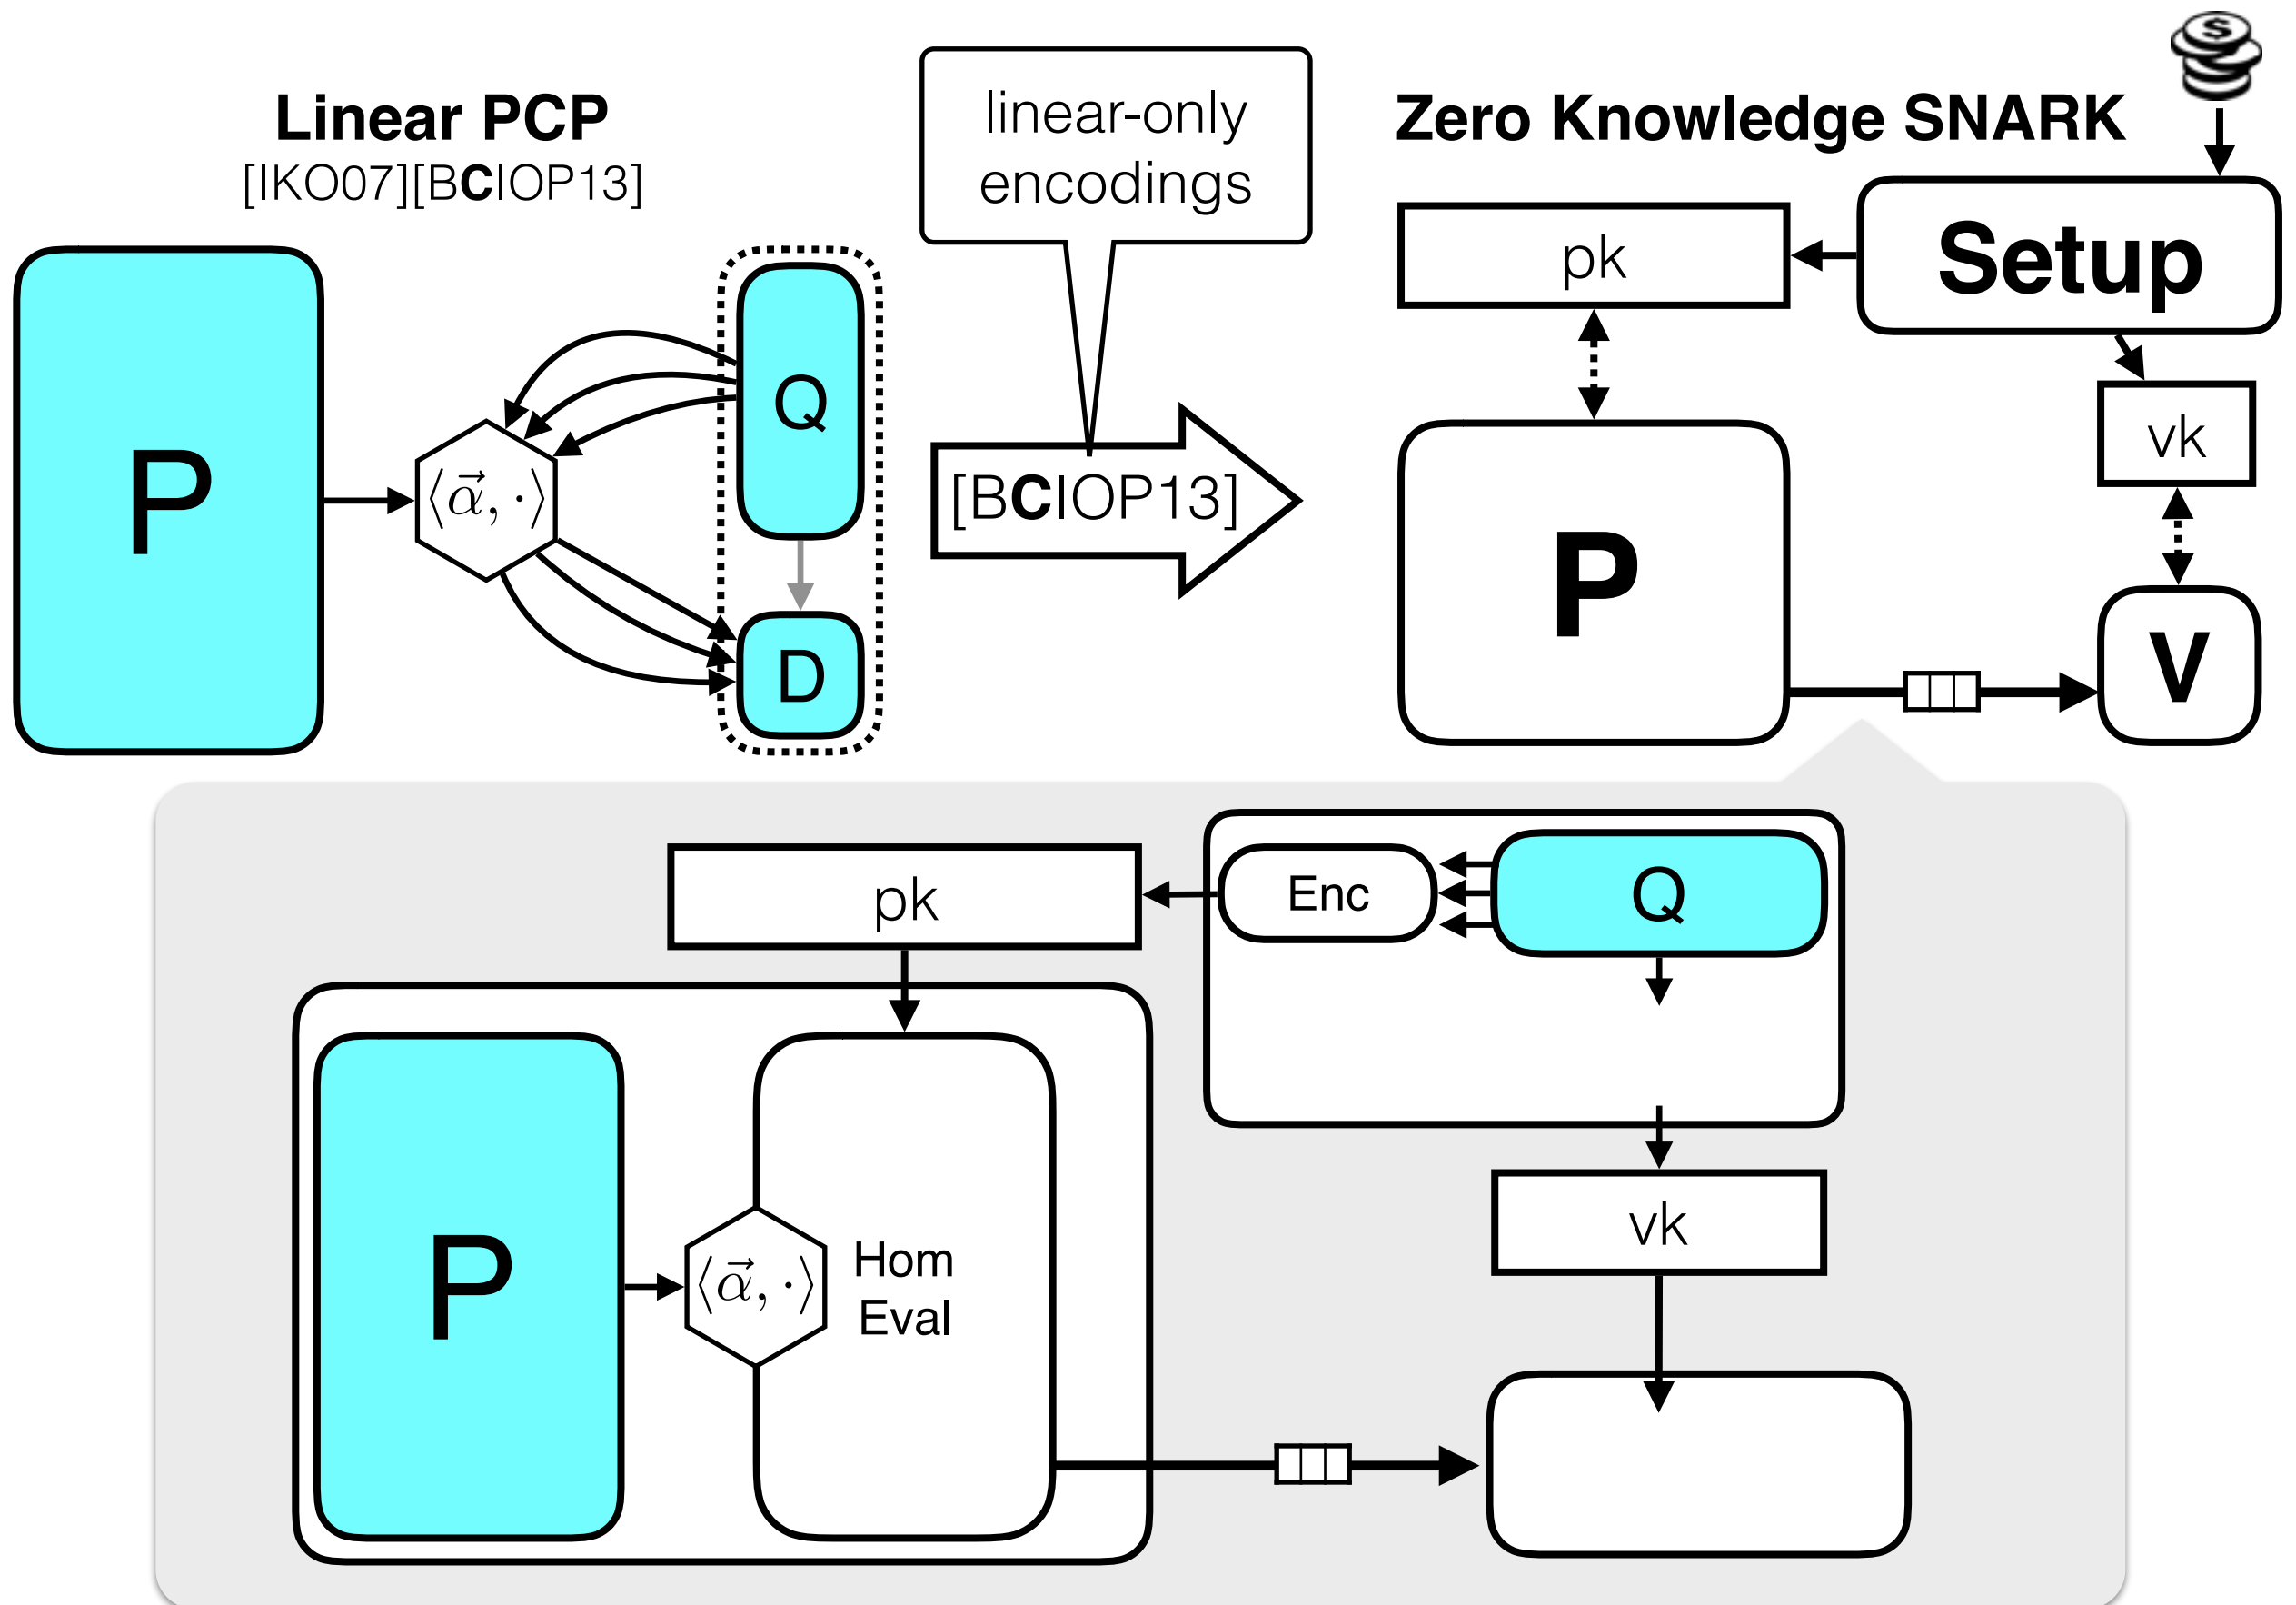 Linear PCP
[IKO07][BCIOP13]
P
⟨α⃗, ·⟩
Q
D
linear-only
encodings
[BCIOP13]
Zero Knowledge SNARK
$
Setup
pk
vk
P
V
pk
Enc
Q
P
⟨α⃗, ·⟩
Hom
Eval
vk